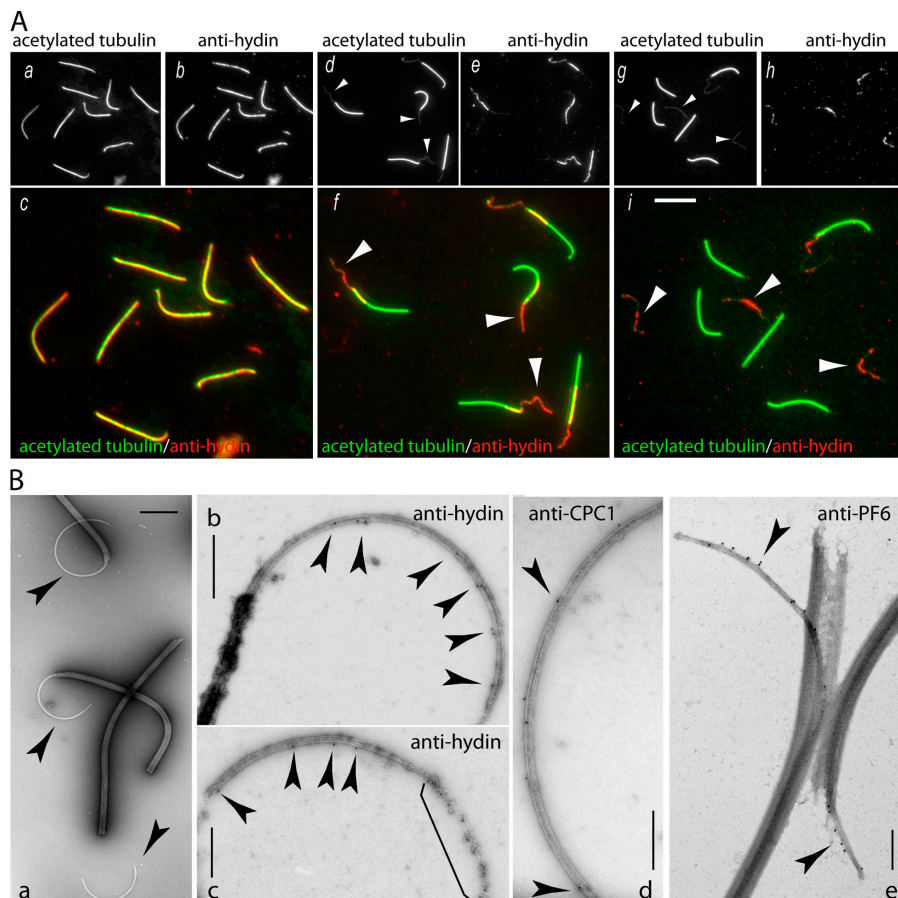 A
acetylated tubulin anti-hydin acetylated tubulin anti-hydin acetylated tubulin anti-hydin
a b d e g h
c f i
acetylated tubulin/anti-hydin acetylated tubulin/anti-hydin acetylated tubulin/anti-hydin
B
b anti-hydin anti-CPC1 anti-PF6
anti-hydin
a c d e